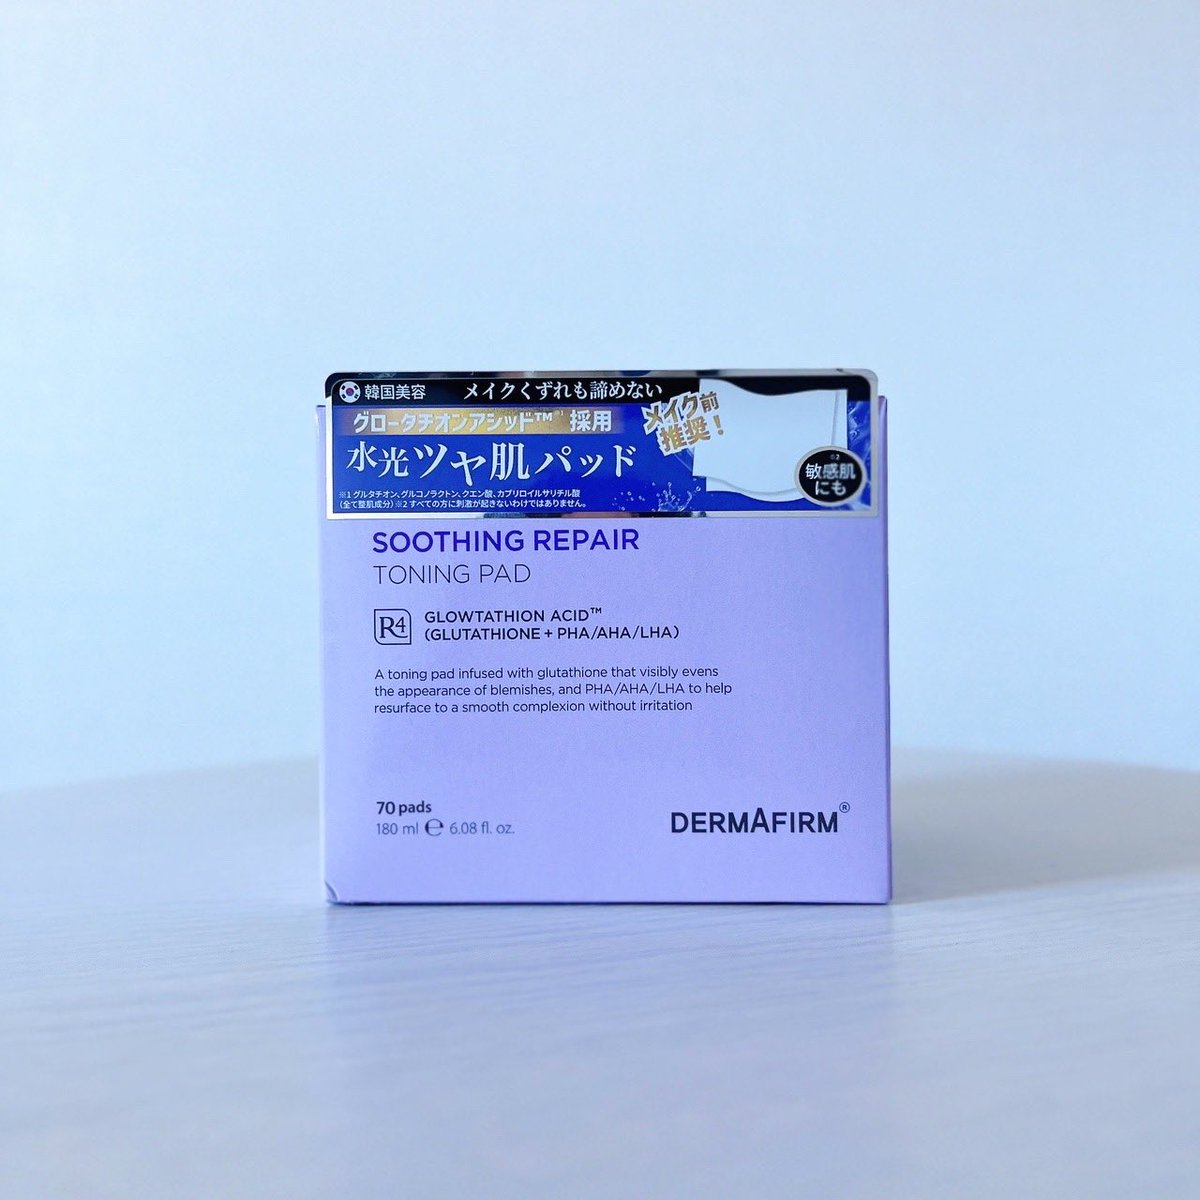 韓国美容 メイクくずれも諦めない
グロータチオンアシッド™※1 採用
水光ツヤ肌パッド
メイク前
推奨！
※2
敏感肌
にも
※1 グルタチオン、グルコノラクトン、クエン酸、カプリロイルサリチル酸
(全て整肌成分) ※2 すべての方に刺激が起きないわけではありません。
SOOTHING REPAIR
TONING PAD
R4
GLOWTATHION ACID™
(GLUTATHIONE + PHA/AHA/LHA)
A toning pad infused with glutathione that visibly evens
the appearance of blemishes, and PHA/AHA/LHA to help
resurface to a smooth complexion without irritation
70 pads
180 ml ℮ 6.08 fl. oz.
DERMAFIRM®